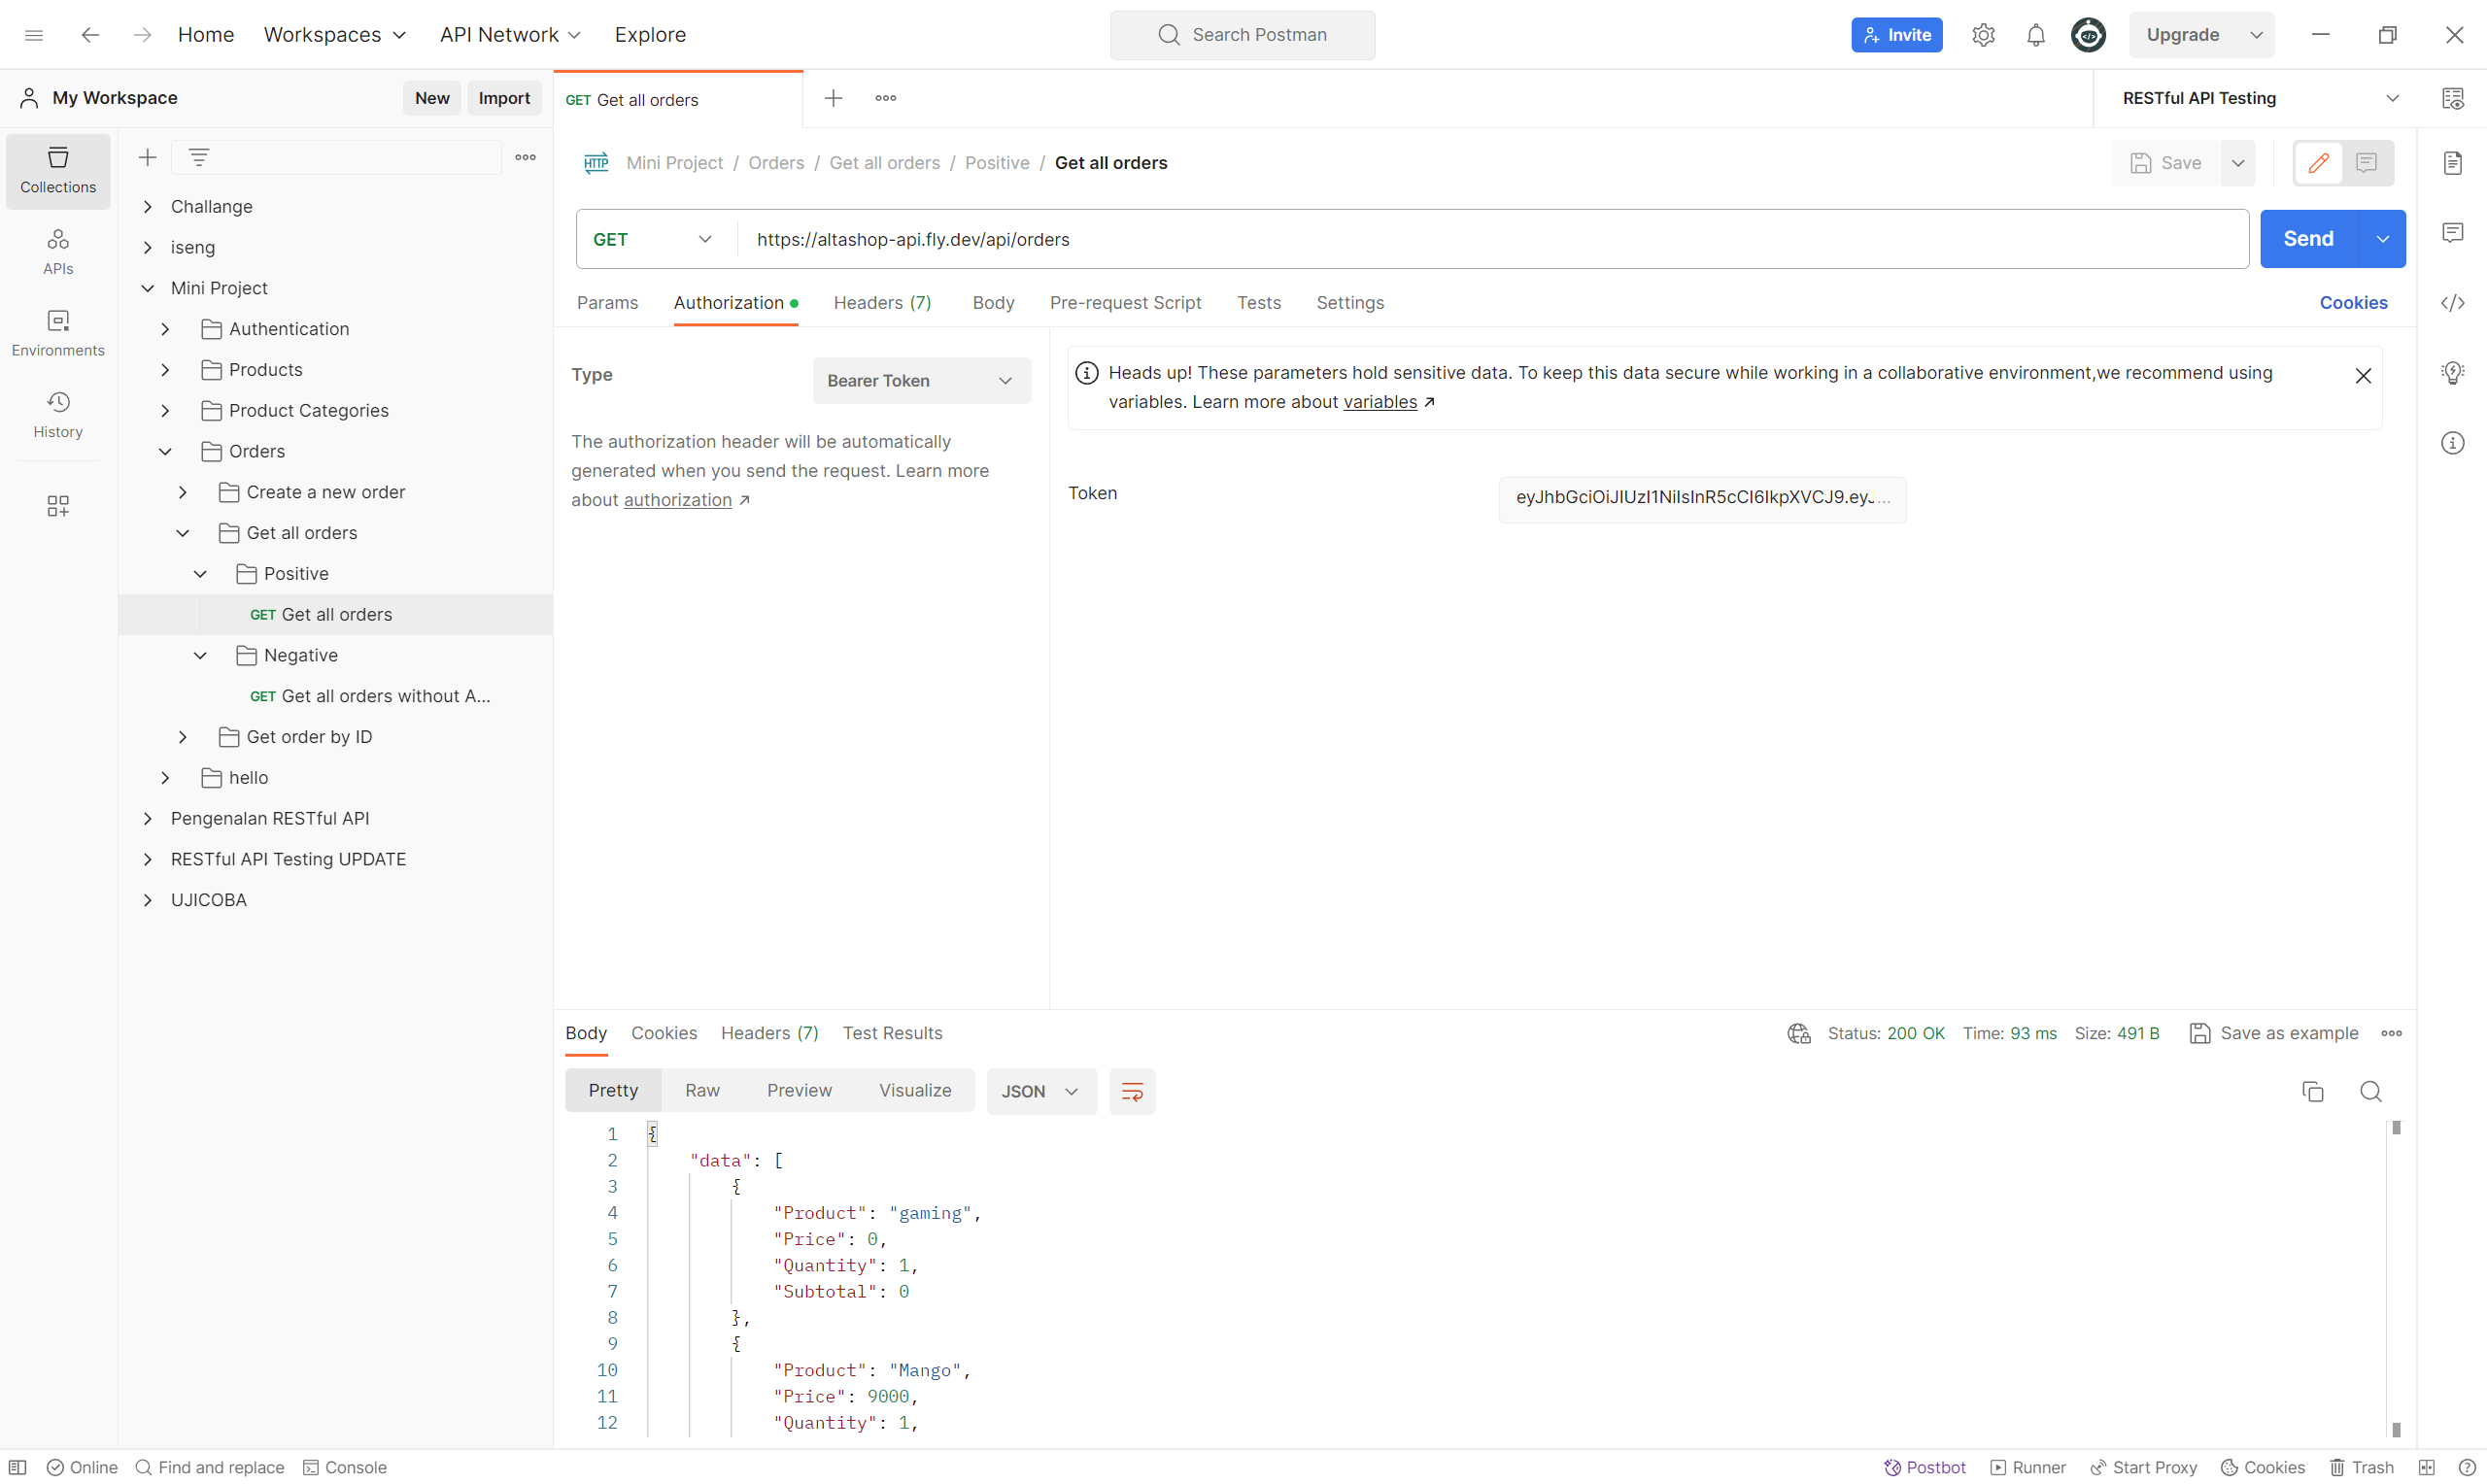 Home Workspaces API Network Explore Search Postman Invite Upgrade
My Workspace New Import GET Get all orders RESTful API Testing
Collections
APIs
Environments
History
Challange
iseng
Mini Project
Authentication
Products
Product Categories
Orders
Create a new order
Get all orders
Positive
GET Get all orders
Negative
GET Get all orders without A...
Get order by ID
hello
Pengenalan RESTful API
RESTful API Testing UPDATE
UJICOBA
HTTP Mini Project / Orders / Get all orders / Positive / Get all orders Save
GET https://altashop-api.fly.dev/api/orders Send
Params Authorization Headers (7) Body Pre-request Script Tests Settings Cookies
Type Bearer Token
The authorization header will be automatically
generated when you send the request. Learn more
about authorization ↗
Heads up! These parameters hold sensitive data. To keep this data secure while working in a collaborative environment,we recommend using
variables. Learn more about variables ↗
Token eyJhbGciOiJIUzI1NiIsInR5cCI6IkpXVCJ9.eyJ...
Body Cookies Headers (7) Test Results Status: 200 OK Time: 93 ms Size: 491 B Save as example
Pretty Raw Preview Visualize JSON
1 {
2 "data": [
3 {
4 "Product": "gaming",
5 "Price": 0,
6 "Quantity": 1,
7 "Subtotal": 0
8 },
9 {
10 "Product": "Mango",
11 "Price": 9000,
12 "Quantity": 1,
Online Find and replace Console Postbot Runner Start Proxy Cookies Trash